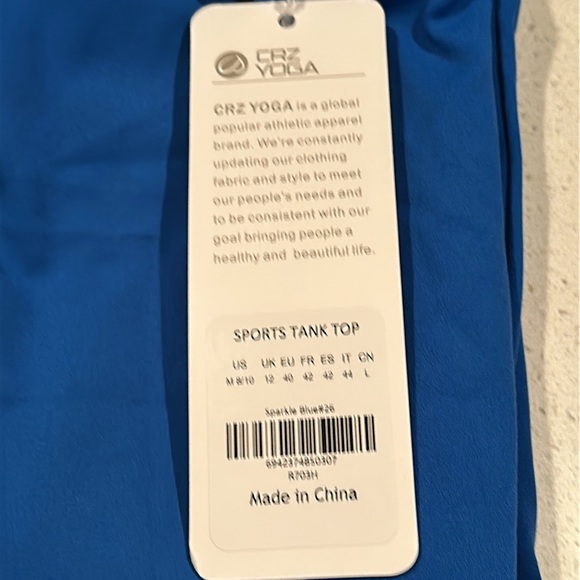 CRZ
YOGA
CRZ YOGA is a global
popular athletic apparel
brand. We're constantly
updating our clothing
fabric and style to meet
our people's needs and
to be consistent with our
goal bringing people a
healthy and beautiful life.
SPORTS TANK TOP
US UK EU FR ES IT CN
M 8/10 12 40 42 42 44 L
Sparkle Blue#26
6942374850307
R703H
Made in China